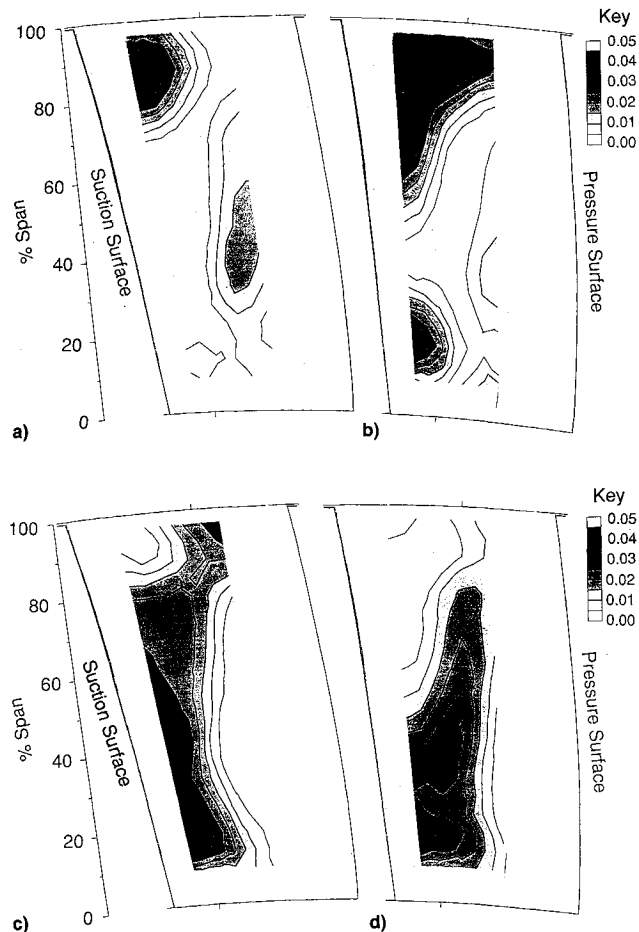 Key
0.05
0.04
0.03
0.02
0.01
0.00
100
80
60
40
20
0
% Span
Suction Surface
Pressure Surface
a)
b)
Key
0.05
0.04
0.03
0.02
0.01
0.00
100
80
60
40
20
0
% Span
Suction Surface
Pressure Surface
c)
d)